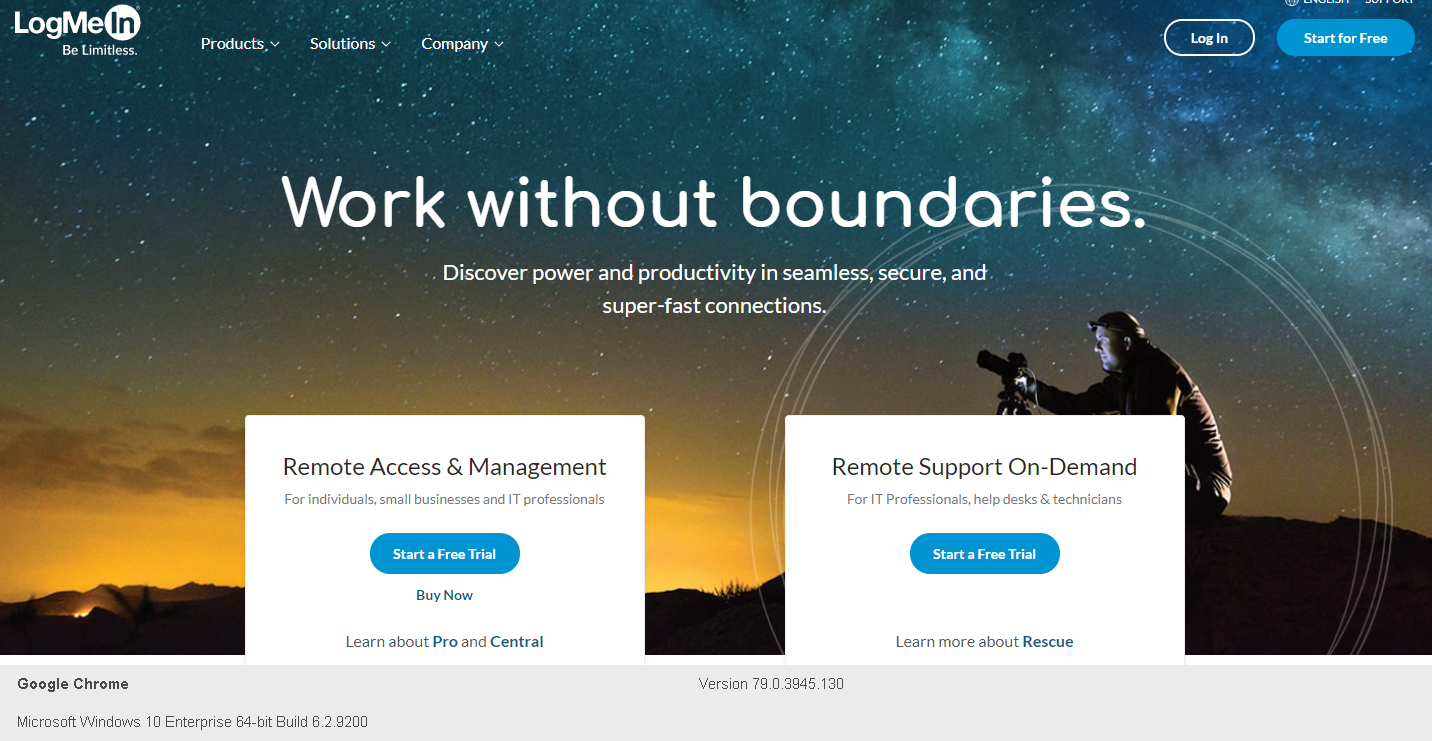 ENGLISH SUPPORT
LogMeIn
Be Limitless.
Products Solutions Company Log In Start for Free
Work without boundaries.
Discover power and productivity in seamless, secure, and
super-fast connections.
Remote Access & Management
For individuals, small businesses and IT professionals
Start a Free Trial
Buy Now
Learn about Pro and Central
Remote Support On-Demand
For IT Professionals, help desks & technicians
Start a Free Trial
Learn more about Rescue
Google Chrome Version 79.0.3945.130
Microsoft Windows 10 Enterprise 64-bit Build 6.2.9200